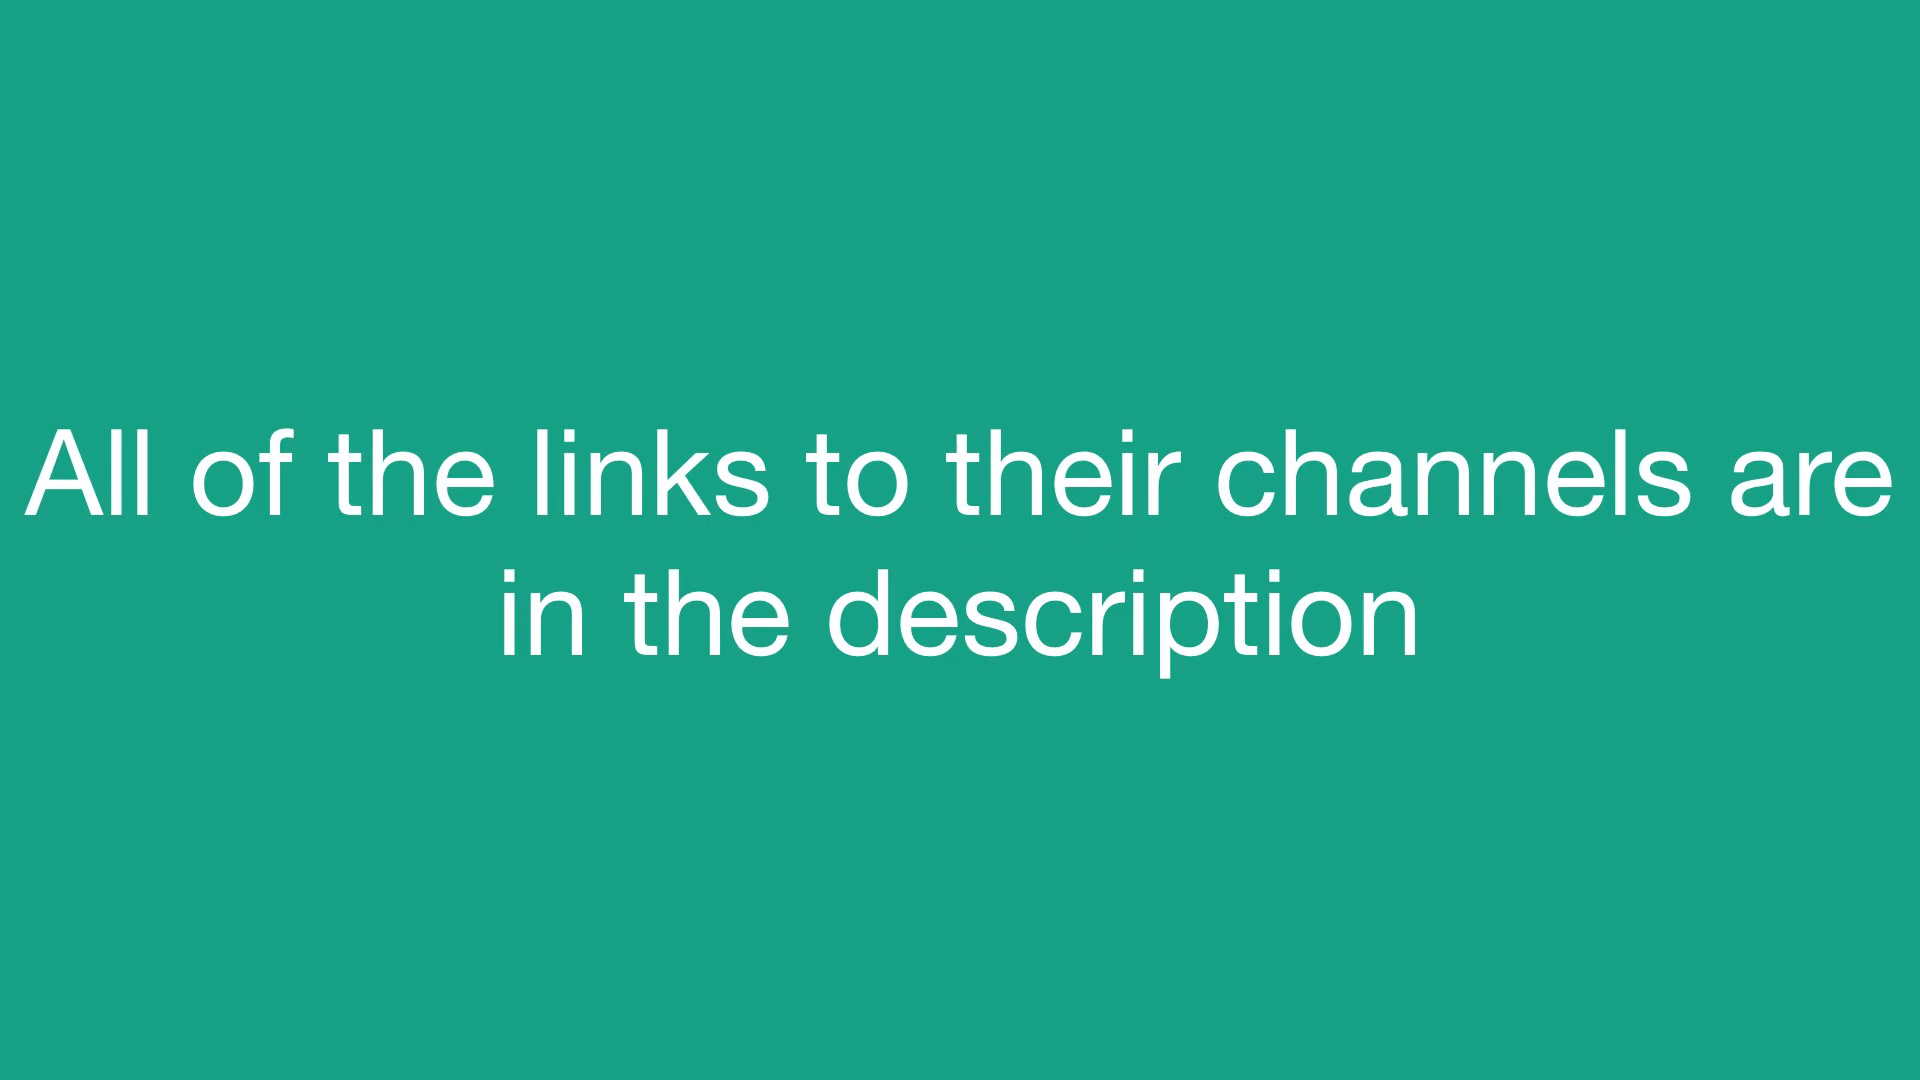 All of the links to their channels are
in the description